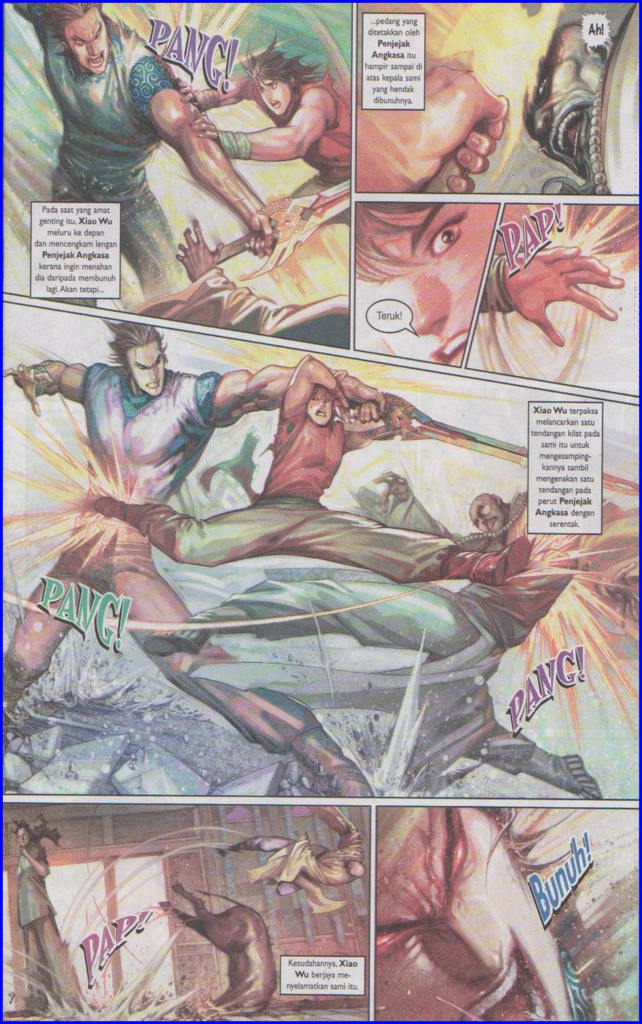 PANG!
Pada saat yang amat
genting itu, Xiao Wu
meluru ke depan
dan mencengkam lengan
Penjejak Angkasa
kerana ingin menahan
dia daripada membunuh
lagi. Akan tetapi...
...pedang yang
ditetakkan oleh
Penjejak
Angkasa itu
hampir sampai di
atas kepala sami
yang hendak
dibunuhnya.
Ah!
Teruk!
PAP!
Xiao Wu terpaksa
melancarkan satu
tendangan kilat pada
sami itu untuk
mengesamping-
kannya sambil
mengenakan satu
tendangan pada
perut Penjejak
Angkasa dengan
serentak.
PANG!
PANG!
PAP!
Kesudahannya, Xiao
Wu berjaya me-
nyelamatkan sami itu.
Bunuh!
7